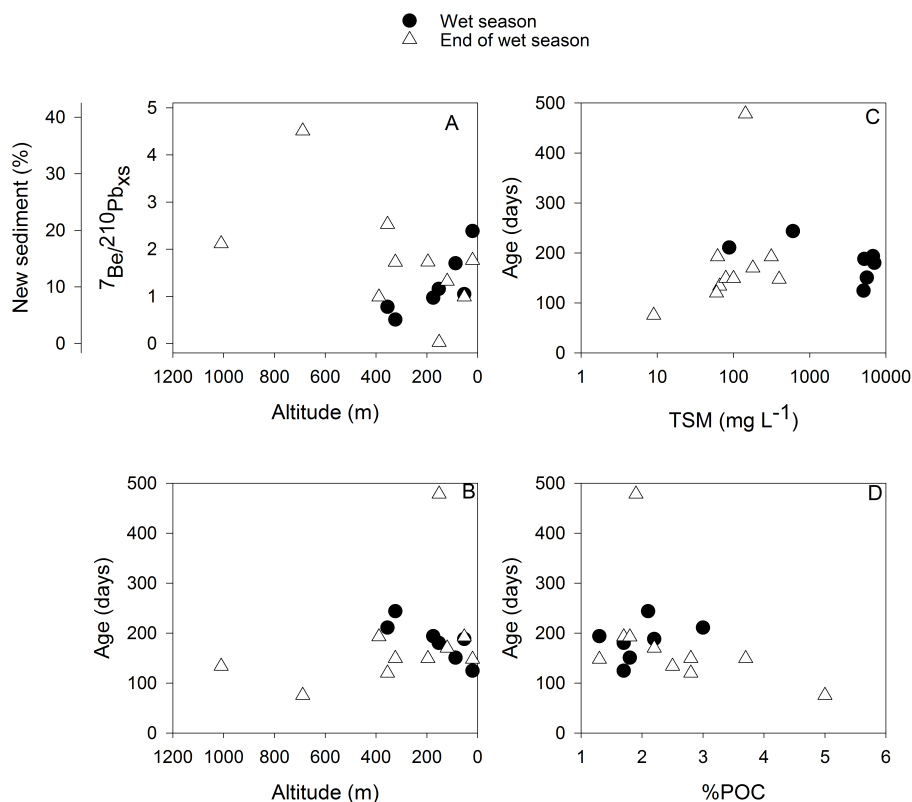 Wet season
End of wet season
A
New sediment (%)
40
30
20
10
0
7Be/210Pbxs
5
4
3
2
1
0
1200 1000 800 600 400 200 0
Altitude (m)
C
Age (days)
500
400
300
200
100
0
1 10 100 1000 10000
TSM (mg L-1)
B
Age (days)
500
400
300
200
100
0
1200 1000 800 600 400 200 0
Altitude (m)
D
Age (days)
500
400
300
200
100
0
1 2 3 4 5 6
%POC